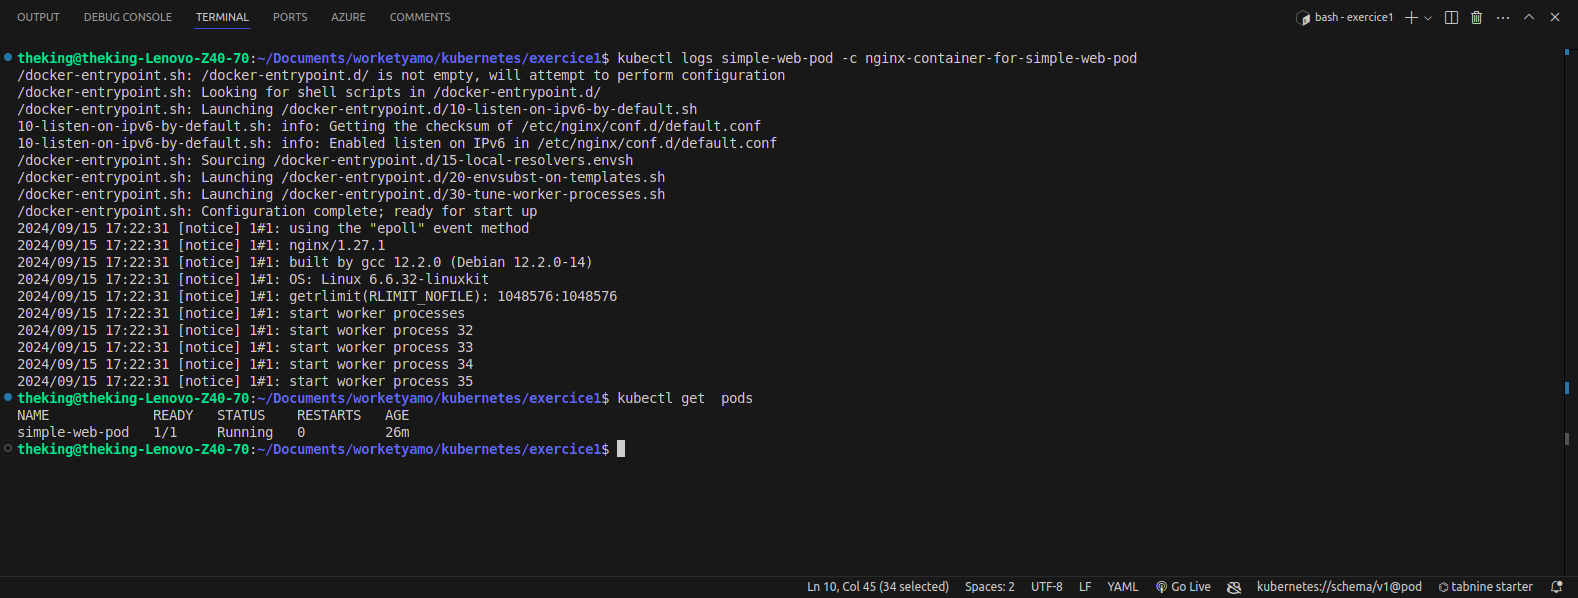 OUTPUT DEBUG CONSOLE TERMINAL PORTS AZURE COMMENTS bash - exercice1
theking@theking-Lenovo-Z40-70:~/Documents/worketyamo/kubernetes/exercice1$ kubectl logs simple-web-pod -c nginx-container-for-simple-web-pod
/docker-entrypoint.sh: /docker-entrypoint.d/ is not empty, will attempt to perform configuration
/docker-entrypoint.sh: Looking for shell scripts in /docker-entrypoint.d/
/docker-entrypoint.sh: Launching /docker-entrypoint.d/10-listen-on-ipv6-by-default.sh
10-listen-on-ipv6-by-default.sh: info: Getting the checksum of /etc/nginx/conf.d/default.conf
10-listen-on-ipv6-by-default.sh: info: Enabled listen on IPv6 in /etc/nginx/conf.d/default.conf
/docker-entrypoint.sh: Sourcing /docker-entrypoint.d/15-local-resolvers.envsh
/docker-entrypoint.sh: Launching /docker-entrypoint.d/20-envsubst-on-templates.sh
/docker-entrypoint.sh: Launching /docker-entrypoint.d/30-tune-worker-processes.sh
/docker-entrypoint.sh: Configuration complete; ready for start up
2024/09/15 17:22:31 [notice] 1#1: using the "epoll" event method
2024/09/15 17:22:31 [notice] 1#1: nginx/1.27.1
2024/09/15 17:22:31 [notice] 1#1: built by gcc 12.2.0 (Debian 12.2.0-14)
2024/09/15 17:22:31 [notice] 1#1: OS: Linux 6.6.32-linuxkit
2024/09/15 17:22:31 [notice] 1#1: getrlimit(RLIMIT_NOFILE): 1048576:1048576
2024/09/15 17:22:31 [notice] 1#1: start worker processes
2024/09/15 17:22:31 [notice] 1#1: start worker process 32
2024/09/15 17:22:31 [notice] 1#1: start worker process 33
2024/09/15 17:22:31 [notice] 1#1: start worker process 34
2024/09/15 17:22:31 [notice] 1#1: start worker process 35
theking@theking-Lenovo-Z40-70:~/Documents/worketyamo/kubernetes/exercice1$ kubectl get  pods
NAME             READY   STATUS    RESTARTS   AGE
simple-web-pod   1/1     Running   0          26m
theking@theking-Lenovo-Z40-70:~/Documents/worketyamo/kubernetes/exercice1$
Ln 10, Col 45 (34 selected) Spaces: 2 UTF-8 LF YAML Go Live kubernetes://schema/v1@pod tabnine starter